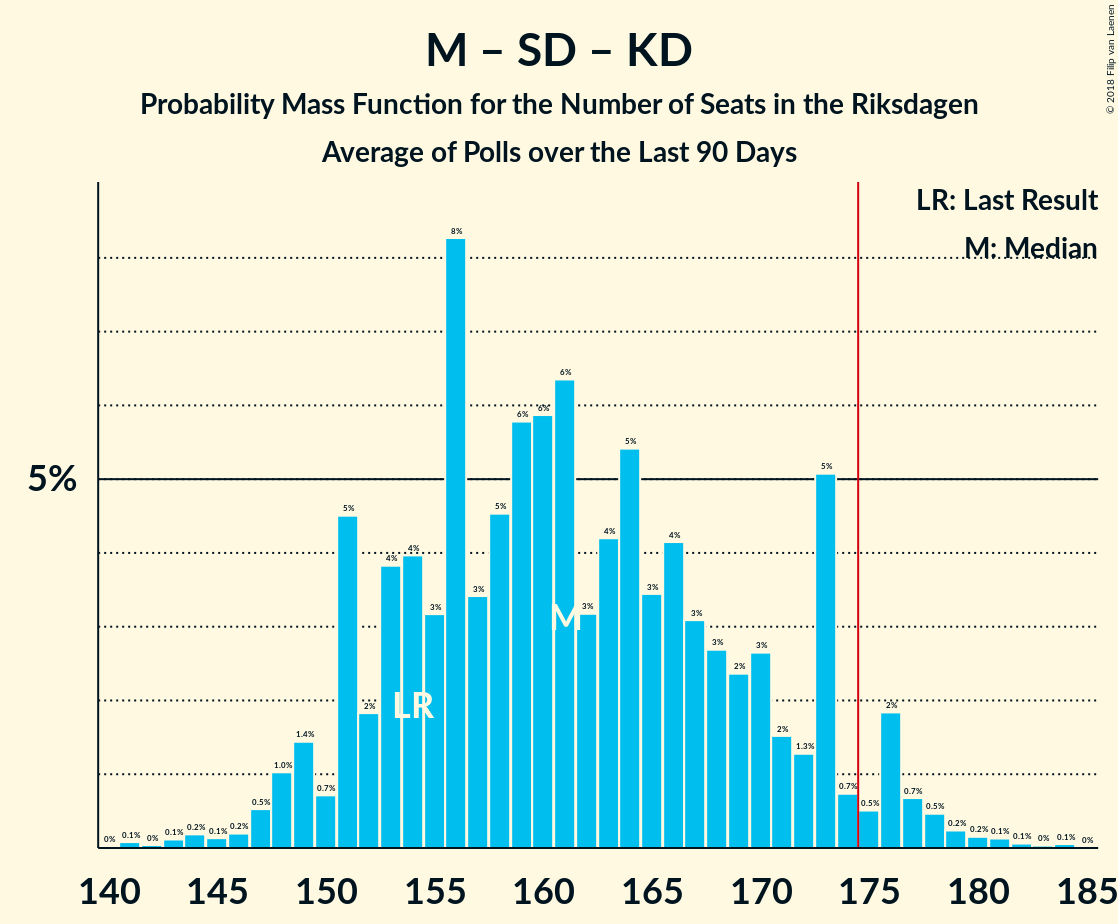 M – SD – KD
Probability Mass Function for the Number of Seats in the Riksdagen
Average of Polls over the Last 90 Days
© 2018 Filip van Laenen
LR: Last Result
M: Median
5%
0% 0.1% 0% 0.1% 0.2% 0.1% 0.2% 0.5% 1.0% 1.4% 0.7% 5% 2% 4% 4% 3% 8% 3% 5% 6% 6% 6% 3% 4% 5% 3% 4% 3% 3% 2% 3% 2% 1.3% 5% 0.7% 0.5% 2% 0.7% 0.5% 0.2% 0.2% 0.1% 0.1% 0% 0.1% 0%
M
LR
140 145 150 155 160 165 170 175 180 185